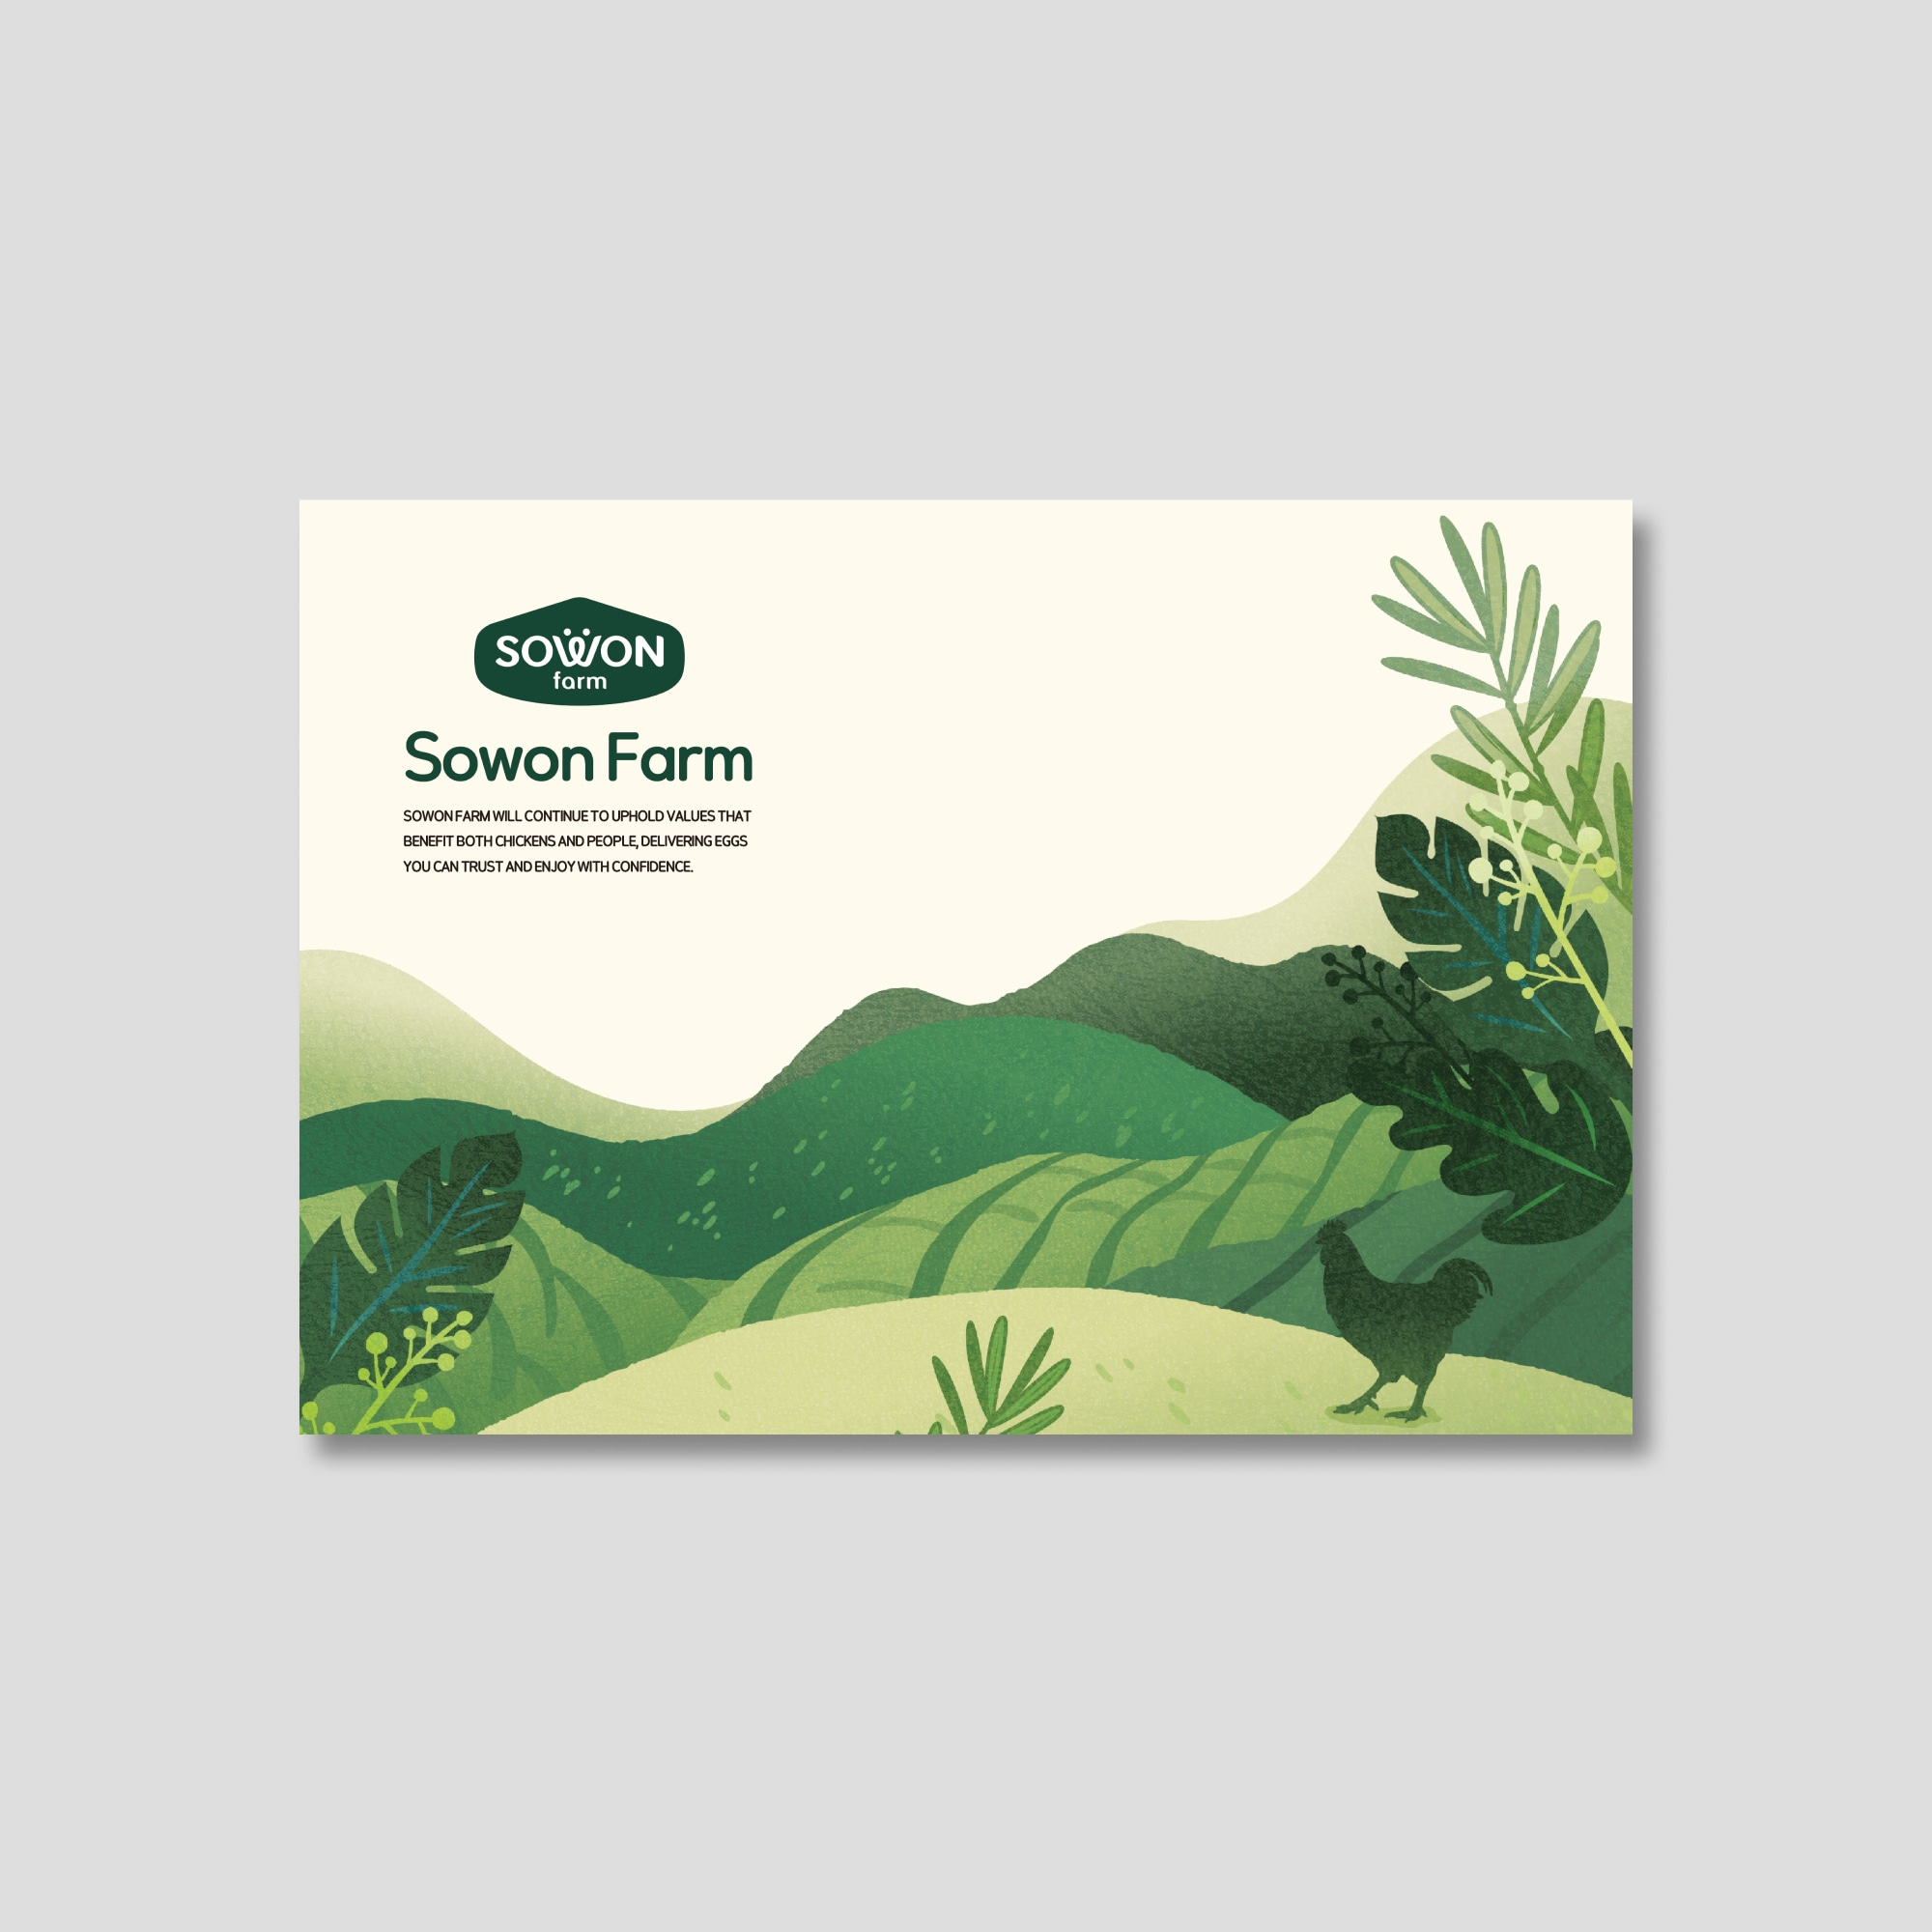 SOWON
farm
Sowon Farm
SOWON FARM WILL CONTINUE TO UPHOLD VALUES THAT
BENEFIT BOTH CHICKENS AND PEOPLE, DELIVERING EGGS
YOU CAN TRUST AND ENJOY WITH CONFIDENCE.